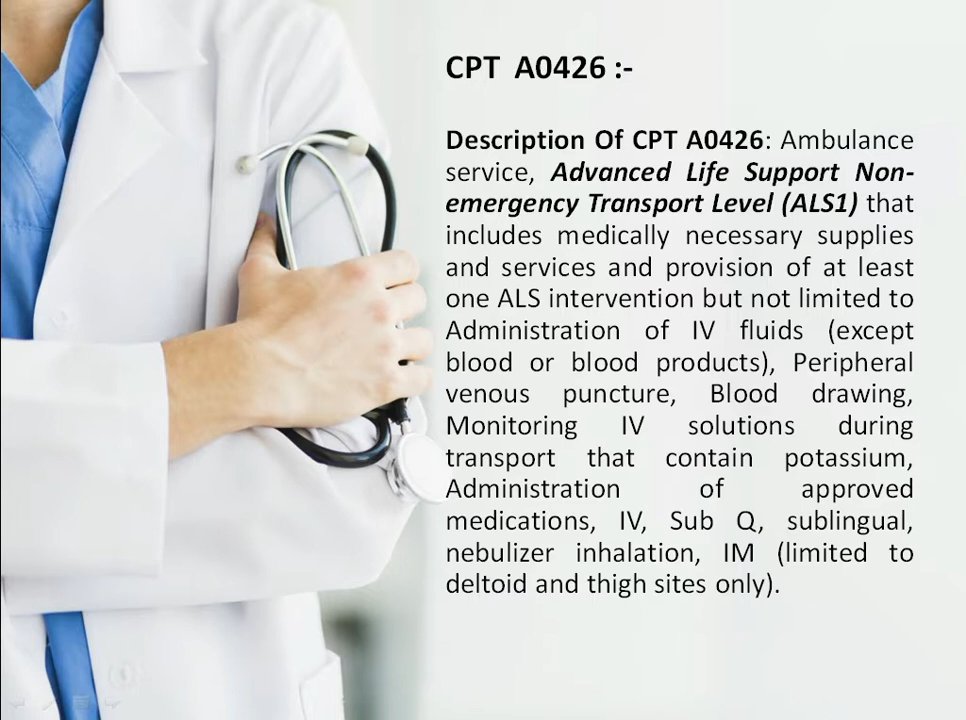 CPT A0426 :-
Description Of CPT A0426: Ambulance
service, Advanced Life Support Non-
emergency Transport Level (ALS1) that
includes medically necessary supplies
and services and provision of at least
one ALS intervention but not limited to
Administration of IV fluids (except
blood or blood products), Peripheral
venous puncture, Blood drawing,
Monitoring IV solutions during
transport that contain potassium,
Administration of approved
medications, IV, Sub Q, sublingual,
nebulizer inhalation, IM (limited to
deltoid and thigh sites only).